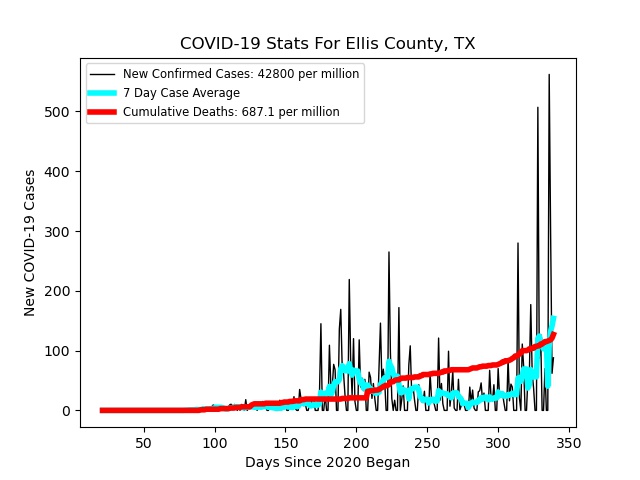 COVID-19 Stats For Ellis County, TX
New Confirmed Cases: 42800 per million
7 Day Case Average
Cumulative Deaths: 687.1 per million
New COVID-19 Cases
500
400
300
200
100
0
50 100 150 200 250 300 350
Days Since 2020 Began